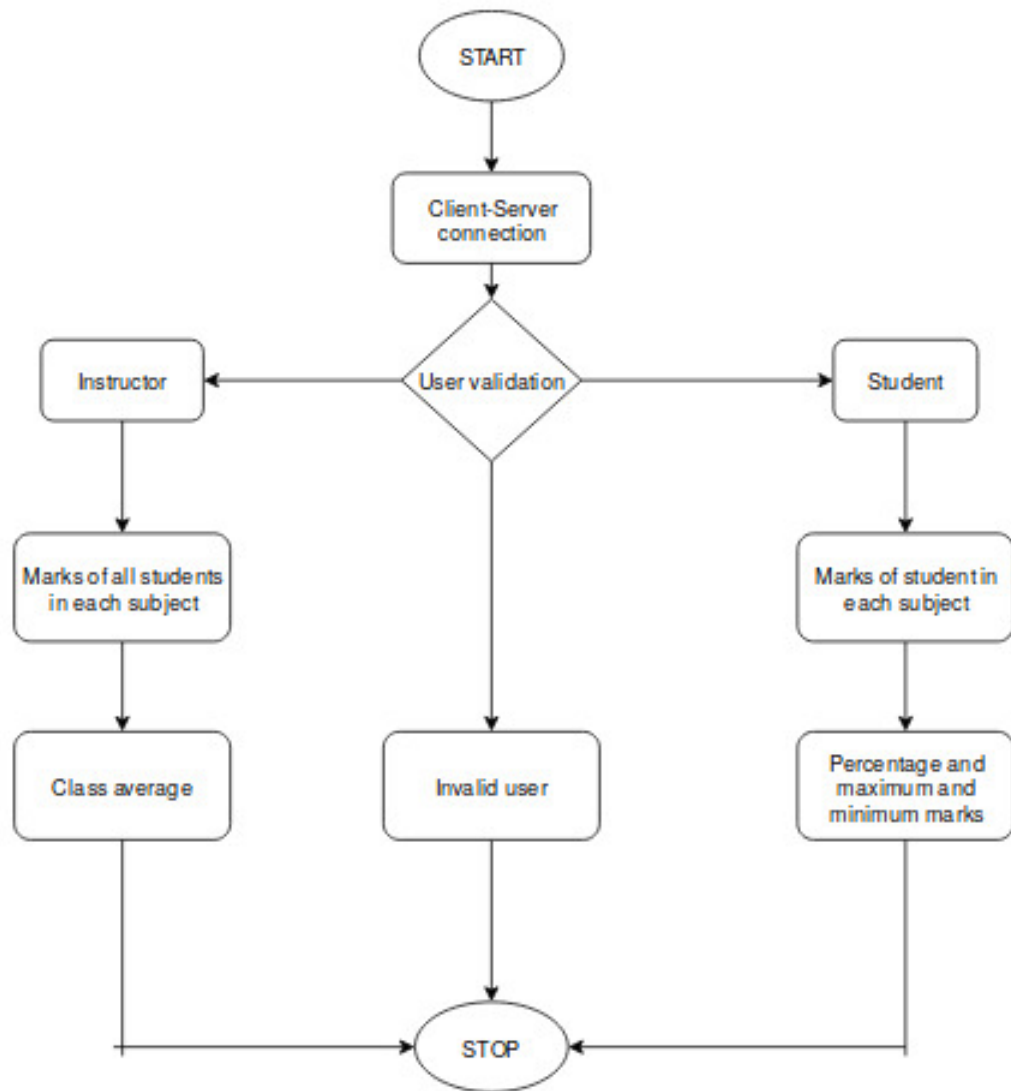 START
Client-Server
connection
Instructor
User validation
Student
Marks of all students
in each subject
Marks of student in
each subject
Class average
Invalid user
Percentage and
maximum and
minimum marks
STOP